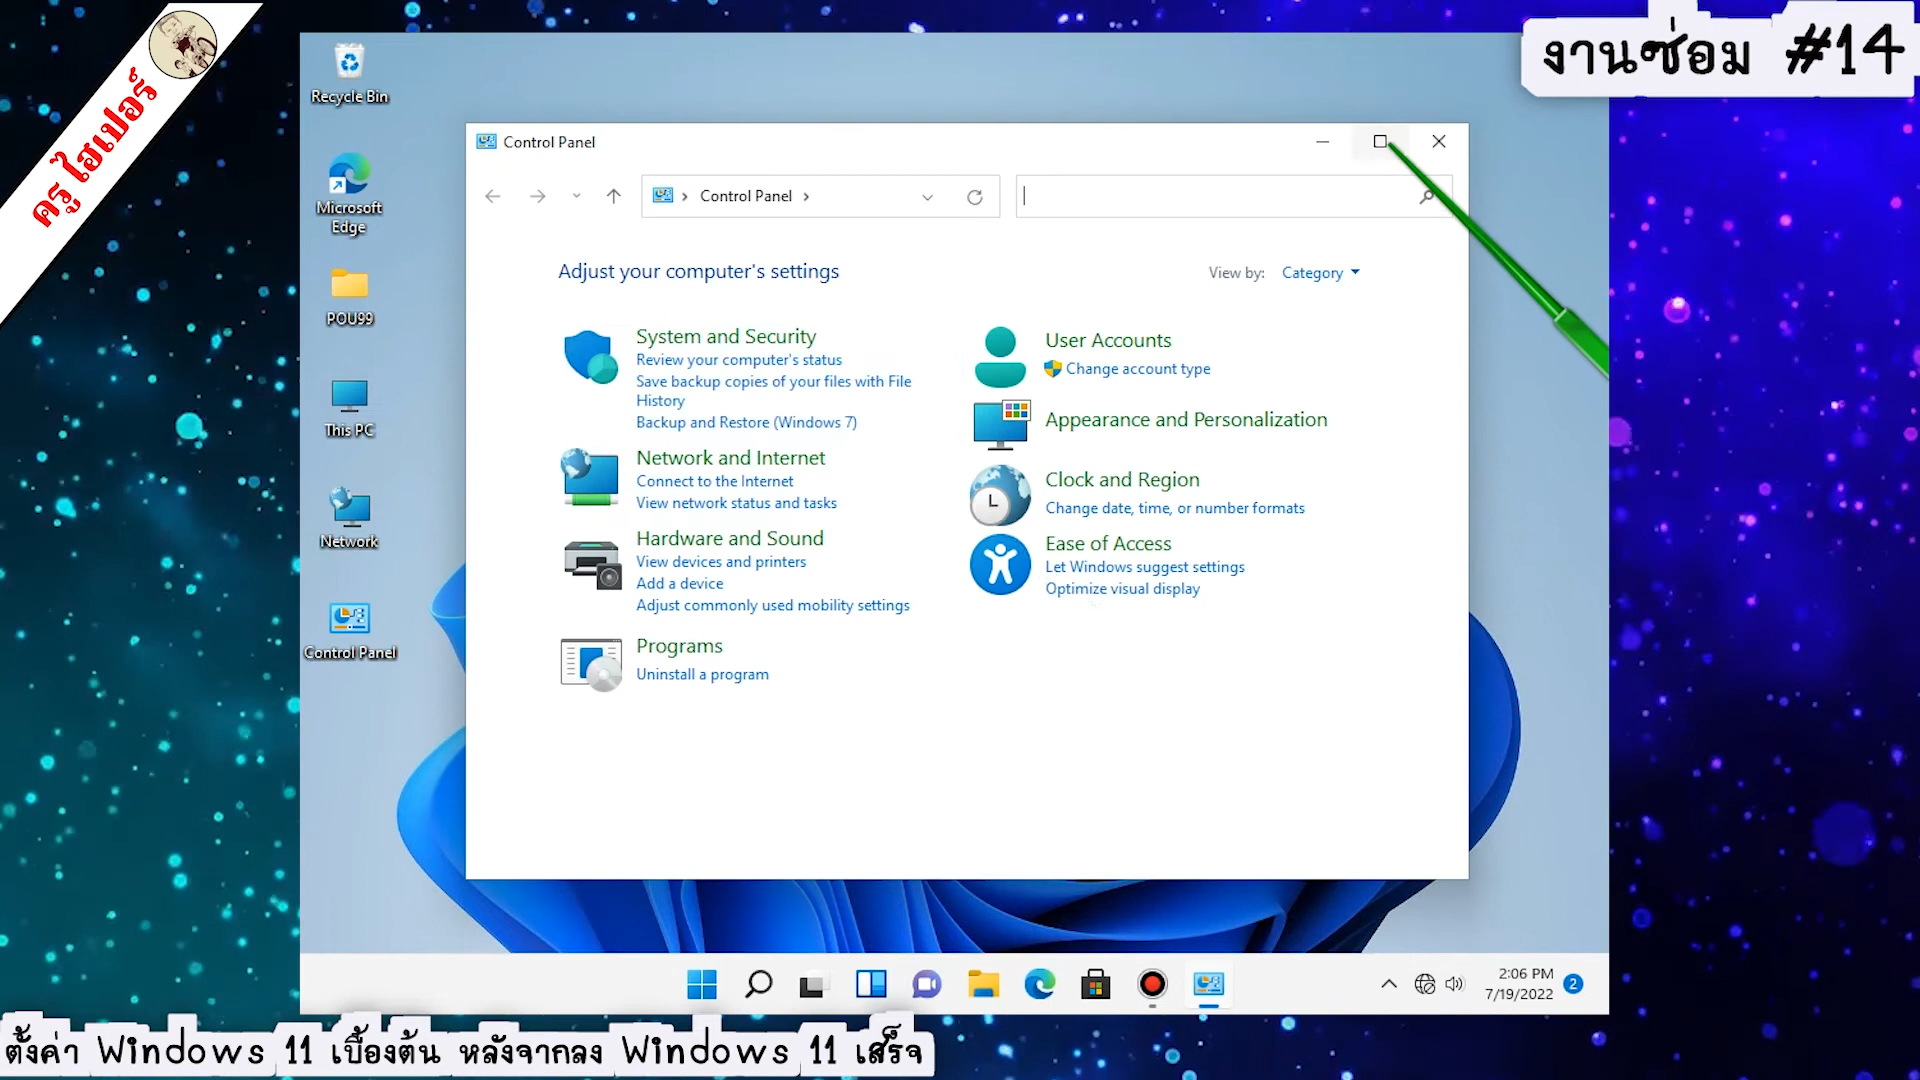 ครู ไฮเปอร์
งานซ่อม #14
Recycle Bin
Microsoft
Edge
POU99
This PC
Network
Control Panel
Control Panel
Control Panel
Adjust your computer's settings
View by: Category
System and Security
Review your computer's status
Save backup copies of your files with File
History
Backup and Restore (Windows 7)
Network and Internet
Connect to the Internet
View network status and tasks
Hardware and Sound
View devices and printers
Add a device
Adjust commonly used mobility settings
Programs
Uninstall a program
User Accounts
Change account type
Appearance and Personalization
Clock and Region
Change date, time, or number formats
Ease of Access
Let Windows suggest settings
Optimize visual display
2:06 PM
7/19/2022
2
ตั้งค่า Windows 11 เบื้องต้น หลังจากลง Windows 11 เสร็จ